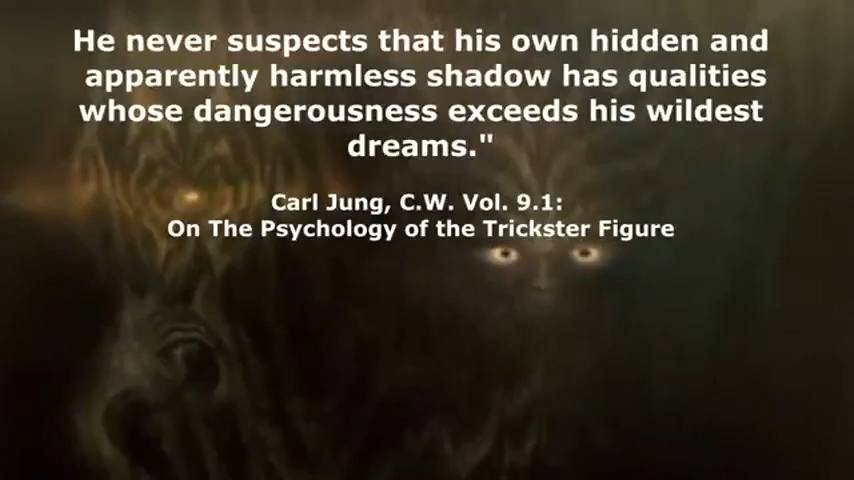 He never suspects that his own hidden and
apparently harmless shadow has qualities
whose dangerousness exceeds his wildest
dreams."
Carl Jung, C.W. Vol. 9.1:
On The Psychology of the Trickster Figure